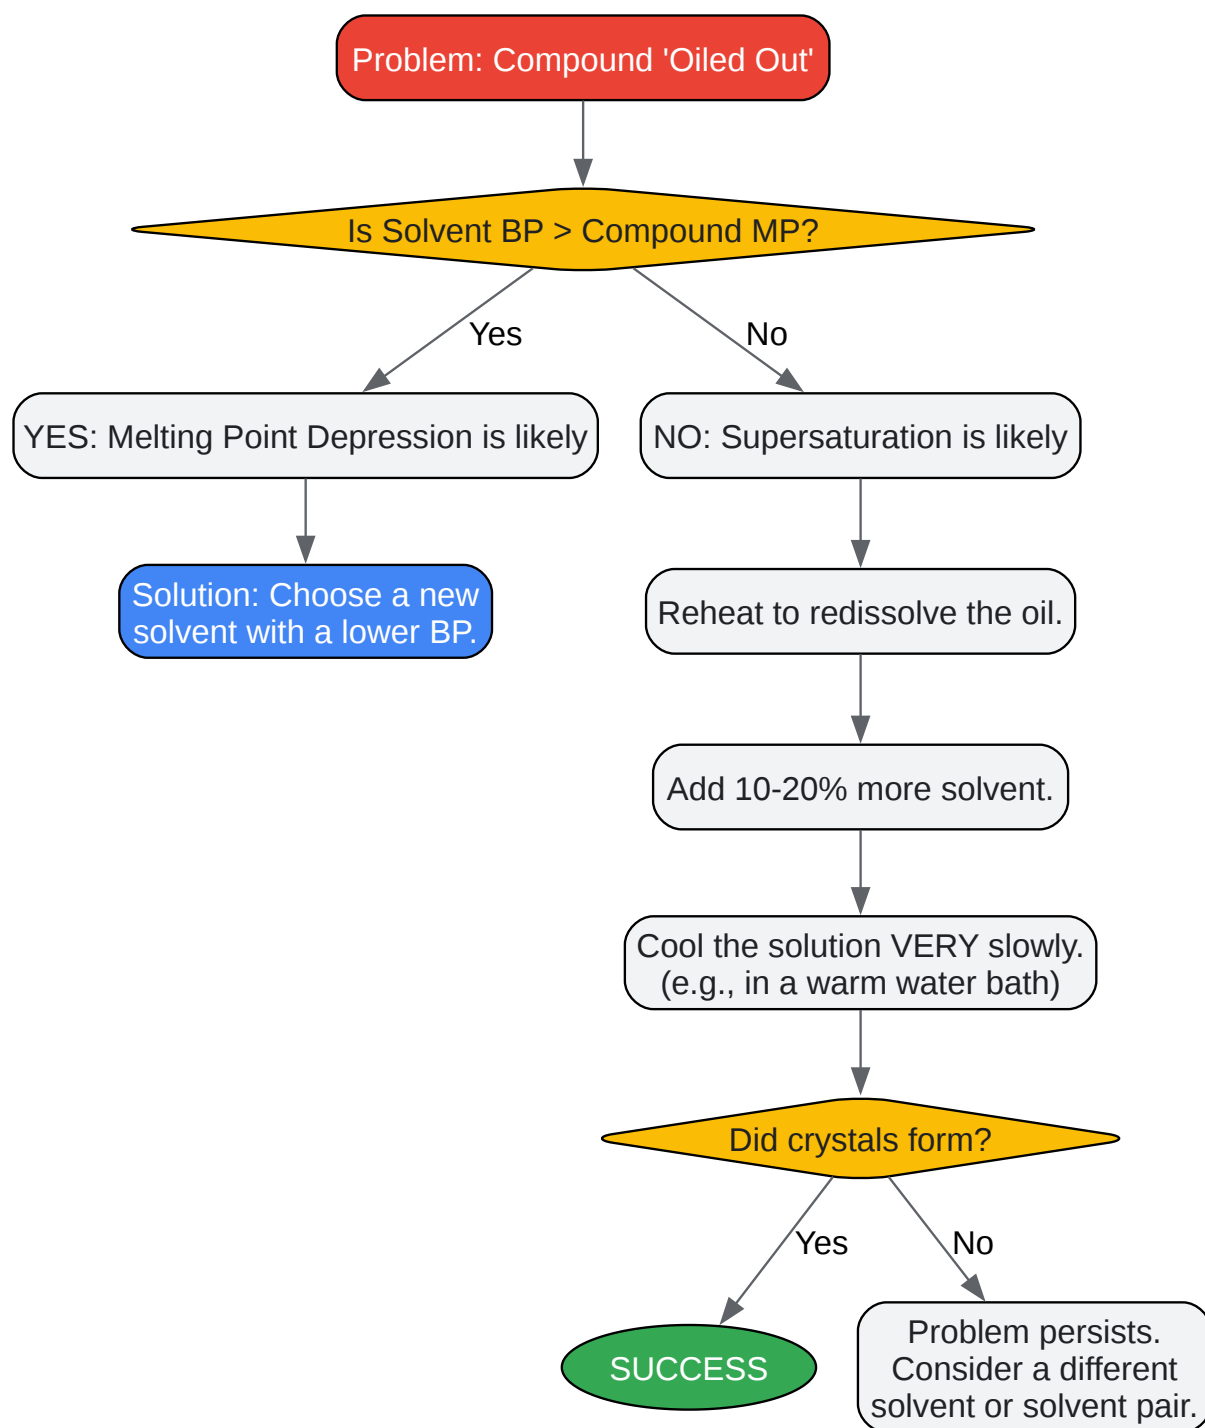 Problem: Compound 'Oiled Out'
Is Solvent BP > Compound MP?
Yes
No
YES: Melting Point Depression is likely
NO: Supersaturation is likely
Solution: Choose a new
solvent with a lower BP.
Reheat to redissolve the oil.
Add 10-20% more solvent.
Cool the solution VERY slowly.
(e.g., in a warm water bath)
Did crystals form?
Yes
No
SUCCESS
Problem persists.
Consider a different
solvent or solvent pair.